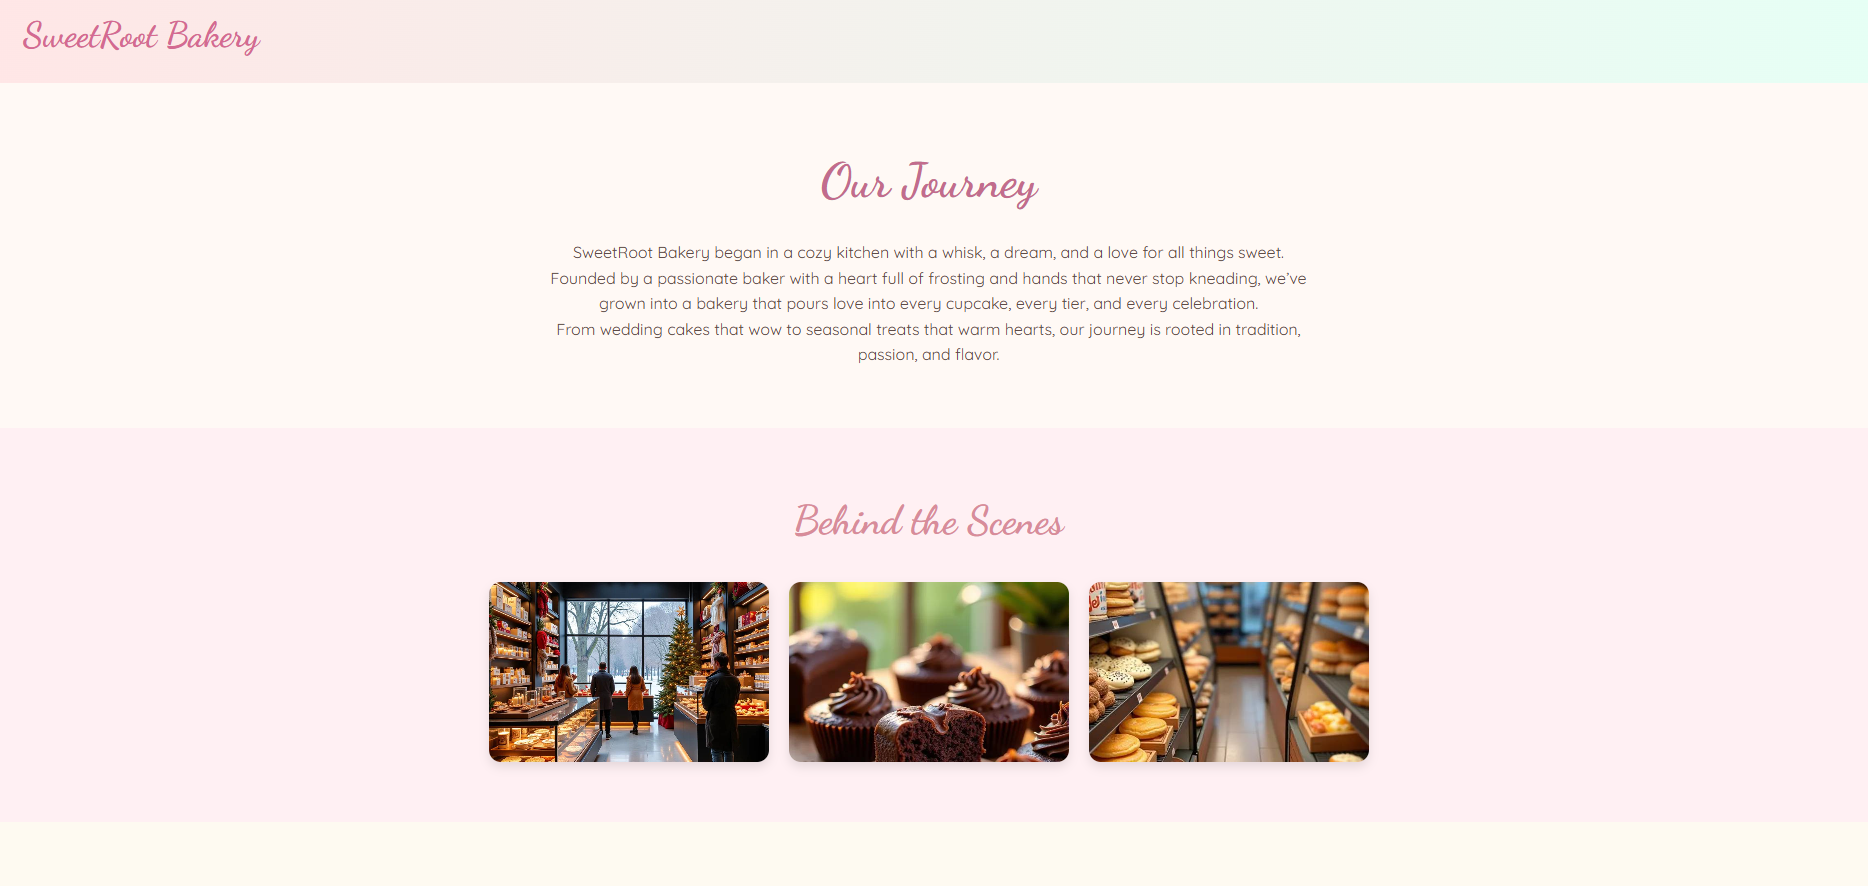 SweetRoot Bakery
Our Journey
SweetRoot Bakery began in a cozy kitchen with a whisk, a dream, and a love for all things sweet.
Founded by a passionate baker with a heart full of frosting and hands that never stop kneading, we’ve
grown into a bakery that pours love into every cupcake, every tier, and every celebration.
From wedding cakes that wow to seasonal treats that warm hearts, our journey is rooted in tradition,
passion, and flavor.
Behind the Scenes